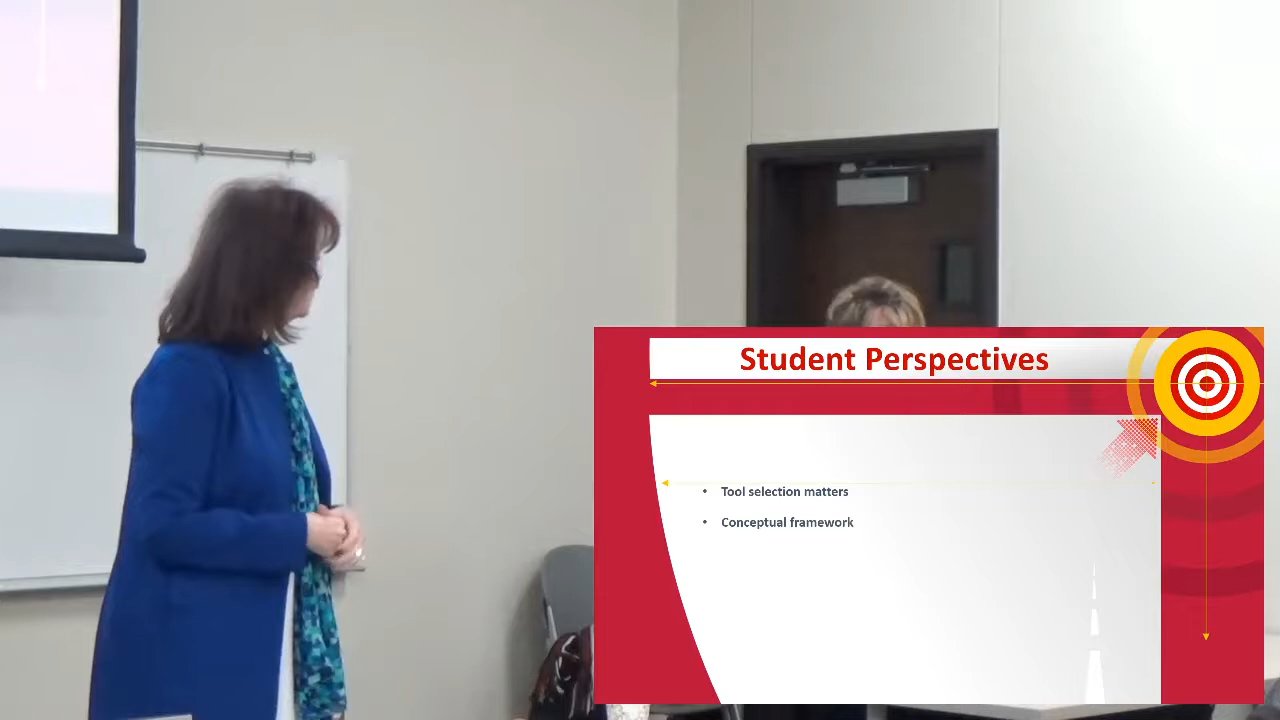 Student Perspectives
• Tool selection matters
• Conceptual framework